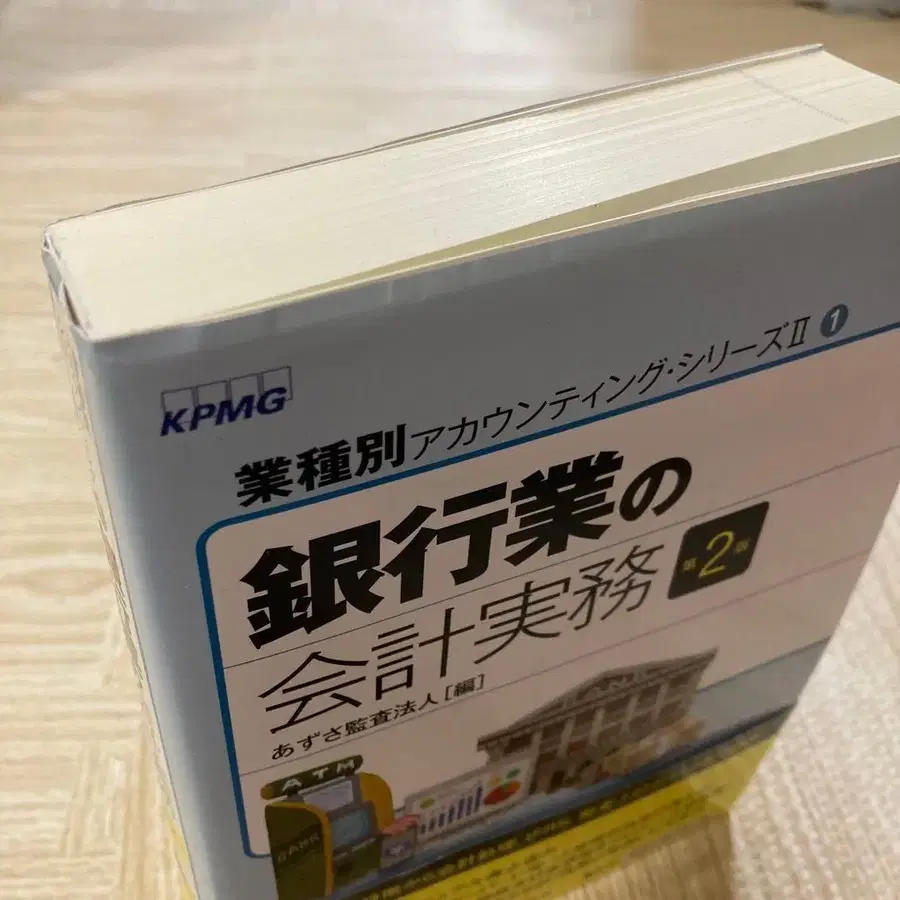 KPMG
業種別アカウンティング・シリーズⅡ 1
銀行業の
会計実務 第2版
あずさ監査法人[編]
ATM
BANK